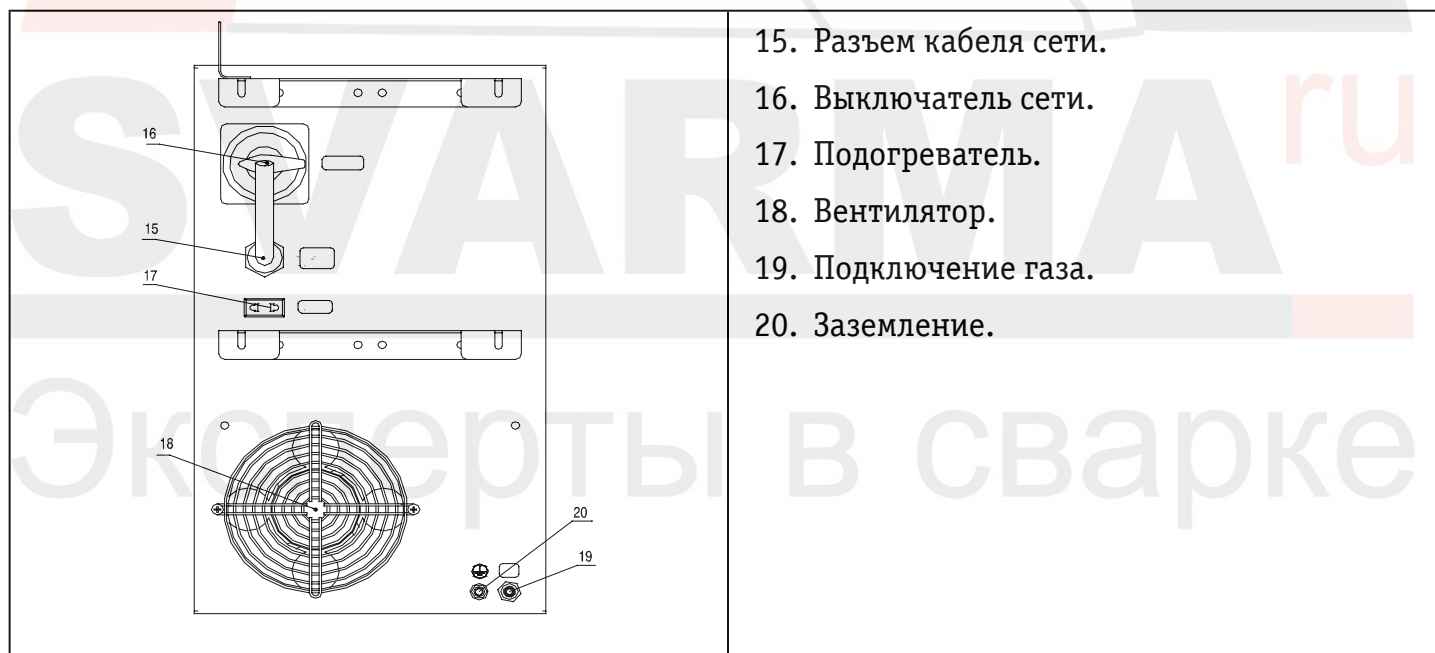 15. Разъем кабеля сети.
16. Выключатель сети.
17. Подогреватель.
18. Вентилятор.
19. Подключение газа.
20. Заземление.
16
15
17
18
20
19
SVARMA ru
Эксперты в сварке